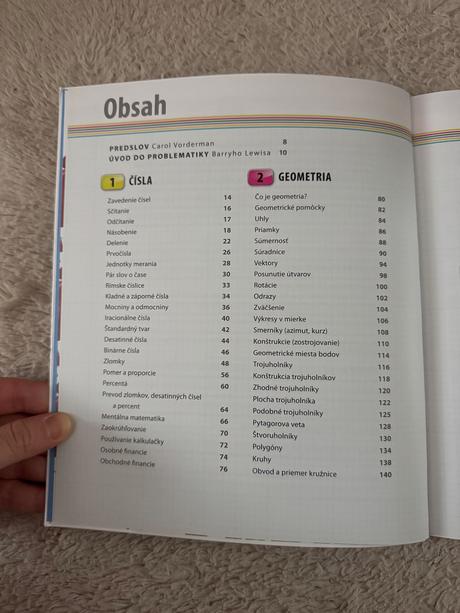 Obsah
PREDSLOV Carol Vorderman 8
ÚVOD DO PROBLEMATIKY Barryho Lewisa 10
1 ČÍSLA
Zavedenie čísel 14
Sčítanie 16
Odčítanie 17
Násobenie 18
Delenie 22
Prvočísla 26
Jednotky merania 28
Pár slov o čase 30
Rímske číslice 33
Kladné a záporné čísla 34
Mocniny a odmocniny 36
Iracionálne čísla 40
Štandardný tvar 42
Desatinné čísla 44
Binárne čísla 46
Zlomky 48
Pomer a proporcie 56
Percentá 60
Prevod zlomkov, desatinných čísel
a percent 64
Mentálna matematika 66
Zaokrúhlovanie 70
Používanie kalkulačky 72
Osobné financie 74
Obchodné financie 76
2 GEOMETRIA
Čo je geometria? 80
Geometrické pomôcky 82
Uhly 84
Priamky 86
Súmernosť 88
Súradnice 90
Vektory 94
Posunutie útvarov 98
Rotácie 100
Odrazy 102
Zväčšenie 104
Výkresy v mierke 106
Smerníky (azimut, kurz) 108
Konštrukcie (zostrojovanie) 110
Geometrické miesta bodov 114
Trojuholníky 116
Konštrukcia trojuholníkov 118
Zhodné trojuholníky 120
Plocha trojuholníka 122
Podobné trojuholníky 125
Pytagorova veta 128
Štvoruholníky 130
Polygóny 134
Kruhy 138
Obvod a priemer kružnice 140